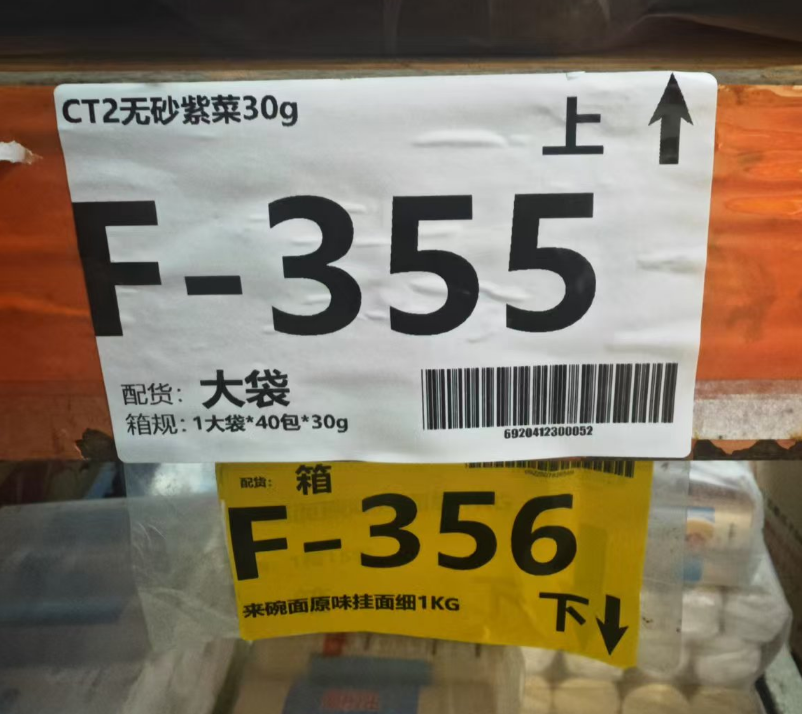 CT2无砂紫菜30g
上
F-355
配货: 大袋
箱规: 1大袋*40包*30g
6920412300052
配货: 箱
F-356
来碗面原味挂面细1KG
下